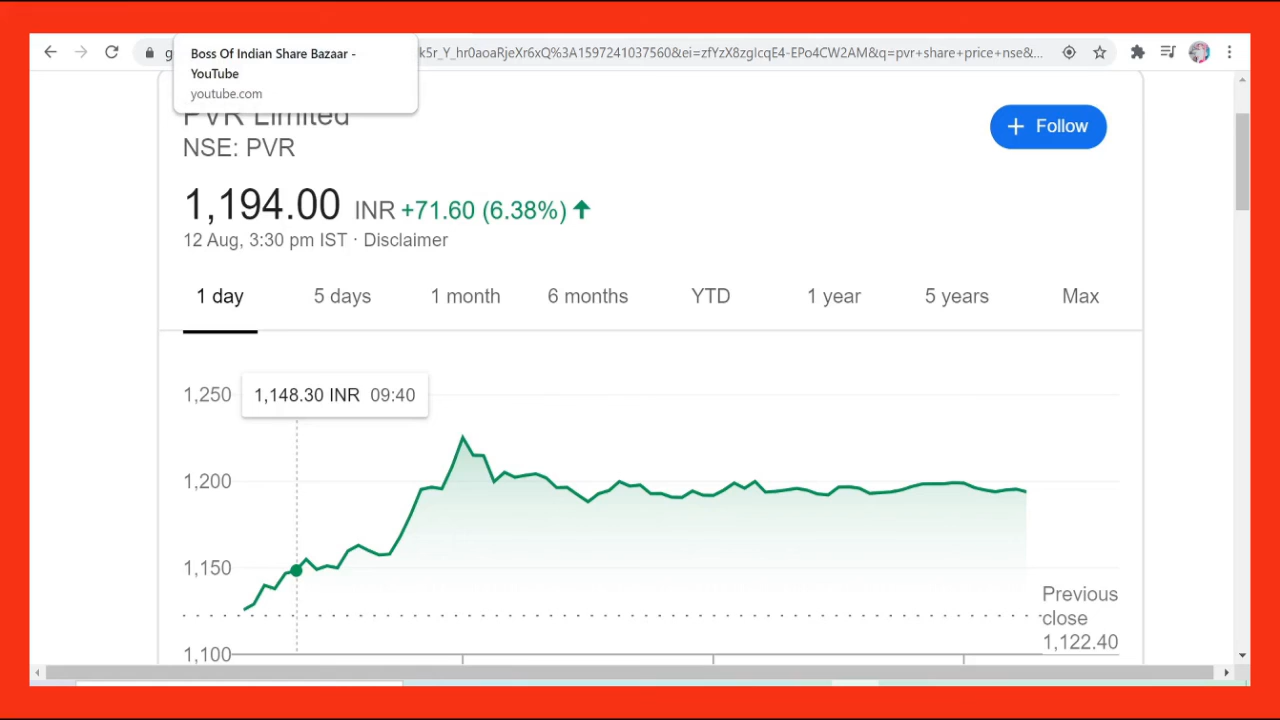 Boss Of Indian Share Bazaar -
YouTube
youtube.com
g
k5r_Y_hr0aoaRjeXr6xQ%3A1597241037560&ei=zfYzX8zgIcqE4-EPo4CW2AM&q=pvr+share+price+nse&...
PVR Limited
NSE: PVR
+ Follow
1,194.00 INR +71.60 (6.38%)
12 Aug, 3:30 pm IST · Disclaimer
1 day 5 days 1 month 6 months YTD 1 year 5 years Max
1,250
1,148.30 INR 09:40
1,200
1,150
Previous
close
1,122.40
1,100